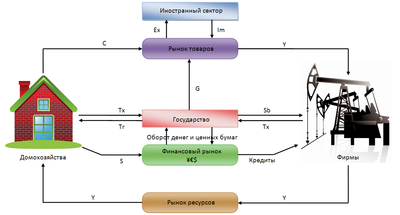 Иностранный сектор
Ex
Im
C
Рынок товаров
Y
G
Tx
Государство
Sb
Tr
Tx
Оборот денег и ценных бумаг
Домохозяйства
S
Финансовый рынок
¥€$
Кредиты
Фирмы
Y
Рынок ресурсов
Y